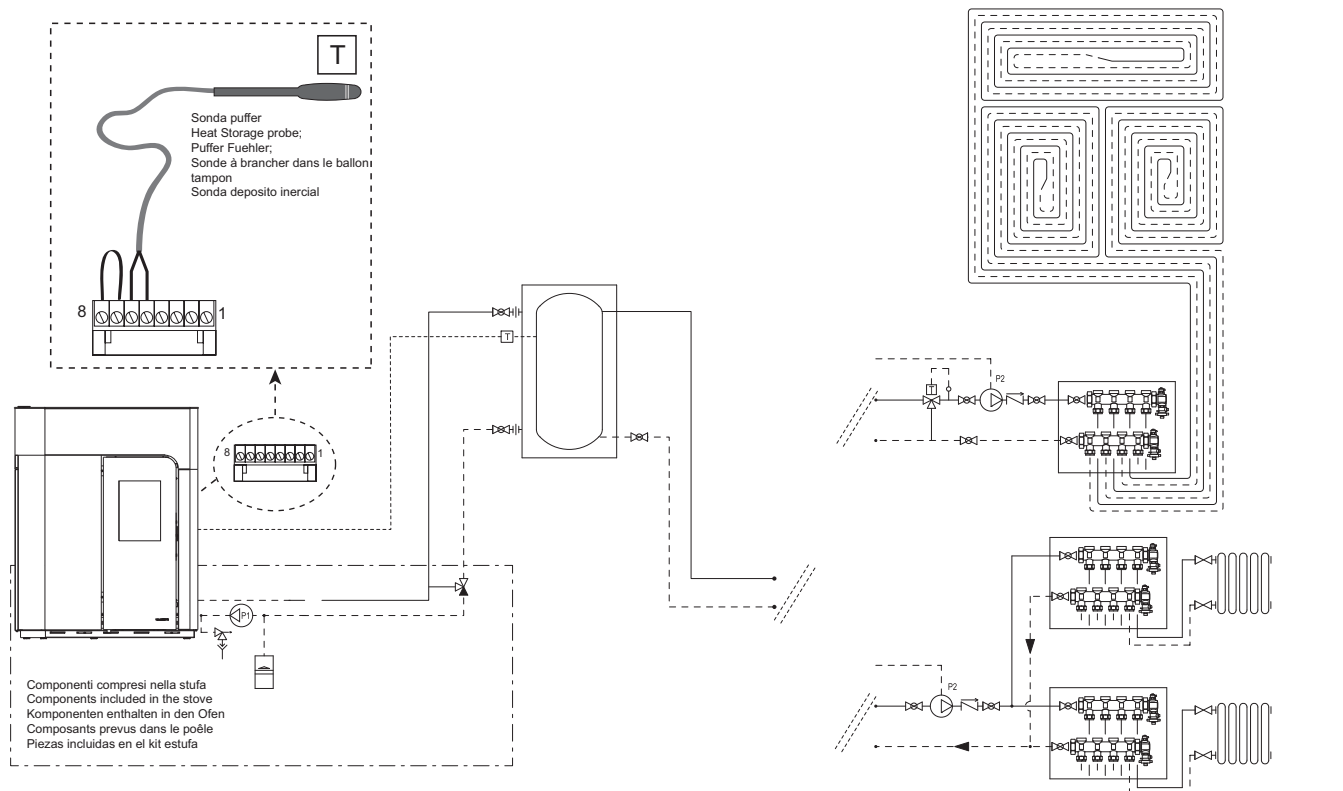 T
Sonda puffer
Heat Storage probe;
Puffer Fuehler;
Sonde à brancher dans le ballon
tampon
Sonda deposito inercial
8
1
T
8
1
P1
Componenti compresi nella stufa
Components included in the stove
Komponenten enthalten in den Ofen
Composants prevus dans le poêle
Piezas incluidas en el kit estufa
T
P2
P2